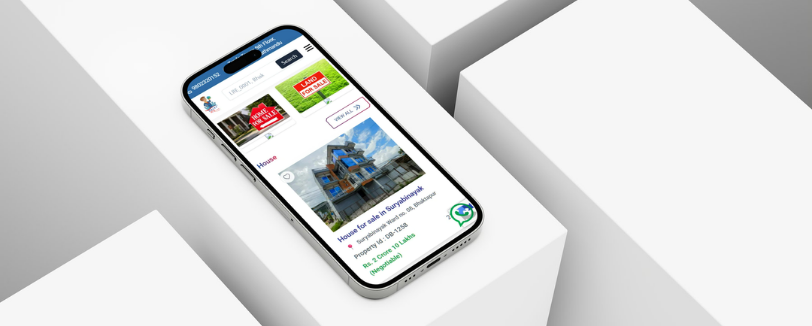 Search
HOME
FOR SALE
LAND
FOR SALE
VIEW ALL
House
House for sale in Suryabinayak
Suryabinayak Ward no. 08, Bhaktapur
Property Id : DB-1258
Rs. 2 Crore 10 Lakhs
(Negotiable)